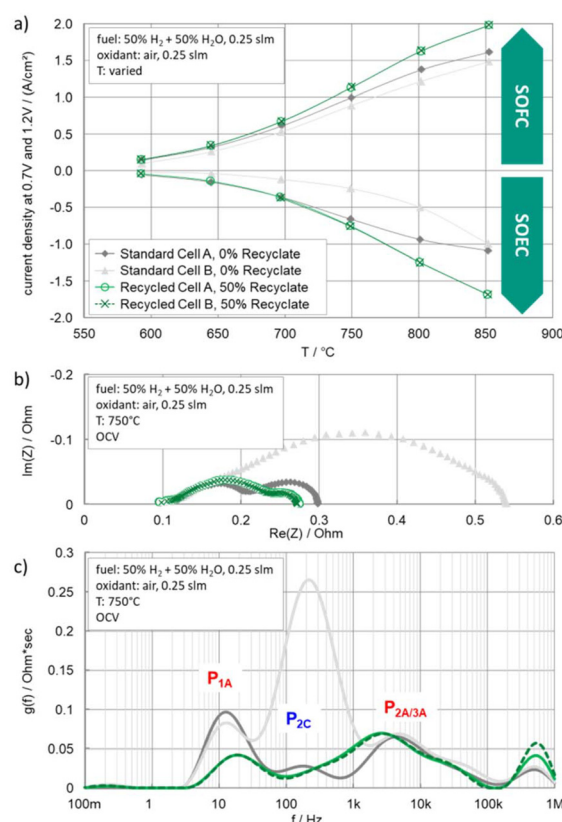 a)
2.0
1.5
1.0
0.5
0.0
-0.5
-1.0
-1.5
-2.0
current density at 0.7V and 1.2V / (A/cm²)
fuel: 50% H₂ + 50% H₂O, 0.25 slm
oxidant: air, 0.25 slm
T: varied
SOFC
SOEC
Standard Cell A, 0% Recyclate
Standard Cell B, 0% Recyclate
Recycled Cell A, 50% Recyclate
Recycled Cell B, 50% Recyclate
550 600 650 700 750 800 850 900
T / °C
b)
-0.2
-0.1
0
Im(Z) / Ohm
fuel: 50% H₂ + 50% H₂O, 0.25 slm
oxidant: air, 0.25 slm
T: 750°C
OCV
0 0.1 0.2 0.3 0.4 0.5 0.6
Re(Z) / Ohm
c)
0.3
0.25
0.2
0.15
0.1
0.05
0
g(f) / Ohm*sec
fuel: 50% H₂ + 50% H₂O, 0.25 slm
oxidant: air, 0.25 slm
T: 750°C
OCV
P₁A
P₂C
P₂A/₃A
100m 1 10 100 1k 10k 100k 1M
f / Hz